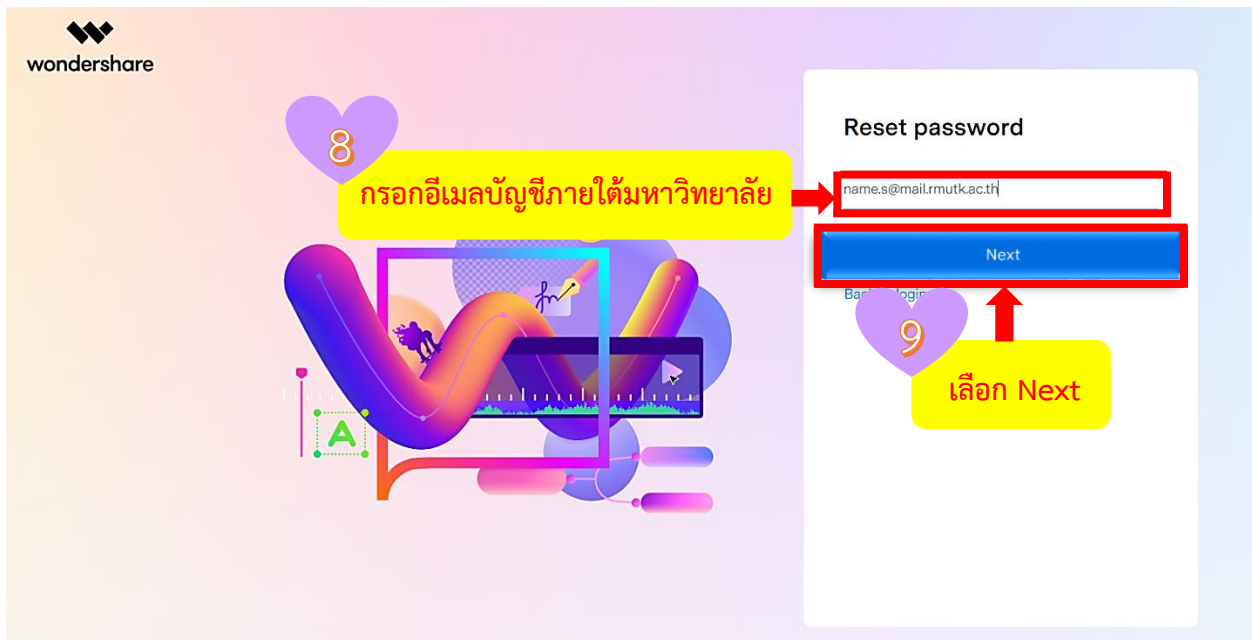 wondershare
Reset password
8
กรอกอีเมลบัญชีภายใต้มหาวิทยาลัย
name.s@mail.rmutk.ac.th
Next
9
เลือก Next
A